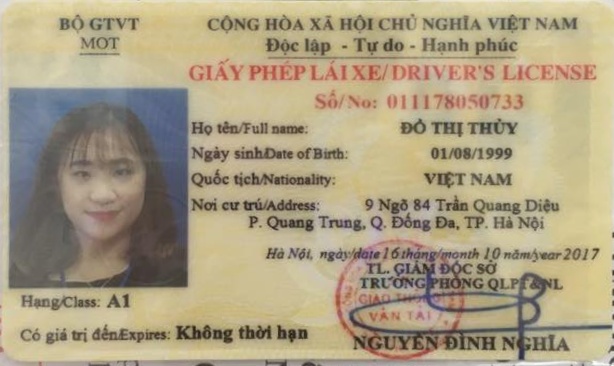 BỘ GTVT
MOT
CỘNG HÒA XÃ HỘI CHỦ NGHĨA VIỆT NAM
Độc lập - Tự do - Hạnh phúc
GIẤY PHÉP LÁI XE/ DRIVER'S LICENSE
Số/No: 011178050733
Họ tên/Full name: ĐỖ THỊ THỦY
Ngày sinh/Date of Birth: 01/08/1999
Quốc tịch/Nationality: VIỆT NAM
Nơi cư trú/Address: 9 Ngõ 84 Trần Quang Diệu
P. Quang Trung, Q. Đống Đa, TP. Hà Nội
Hà Nội, ngày/date 16 tháng/month 10 năm/year 2017
TL. GIÁM ĐỐC SỞ
TRƯỞNG PHÒNG QLPT&NL
GIAO THÔNG
VẬN TẢI
Hạng/Class: A1
Có giá trị đến/Expires: Không thời hạn
NGUYỄN ĐÌNH NGHĨA